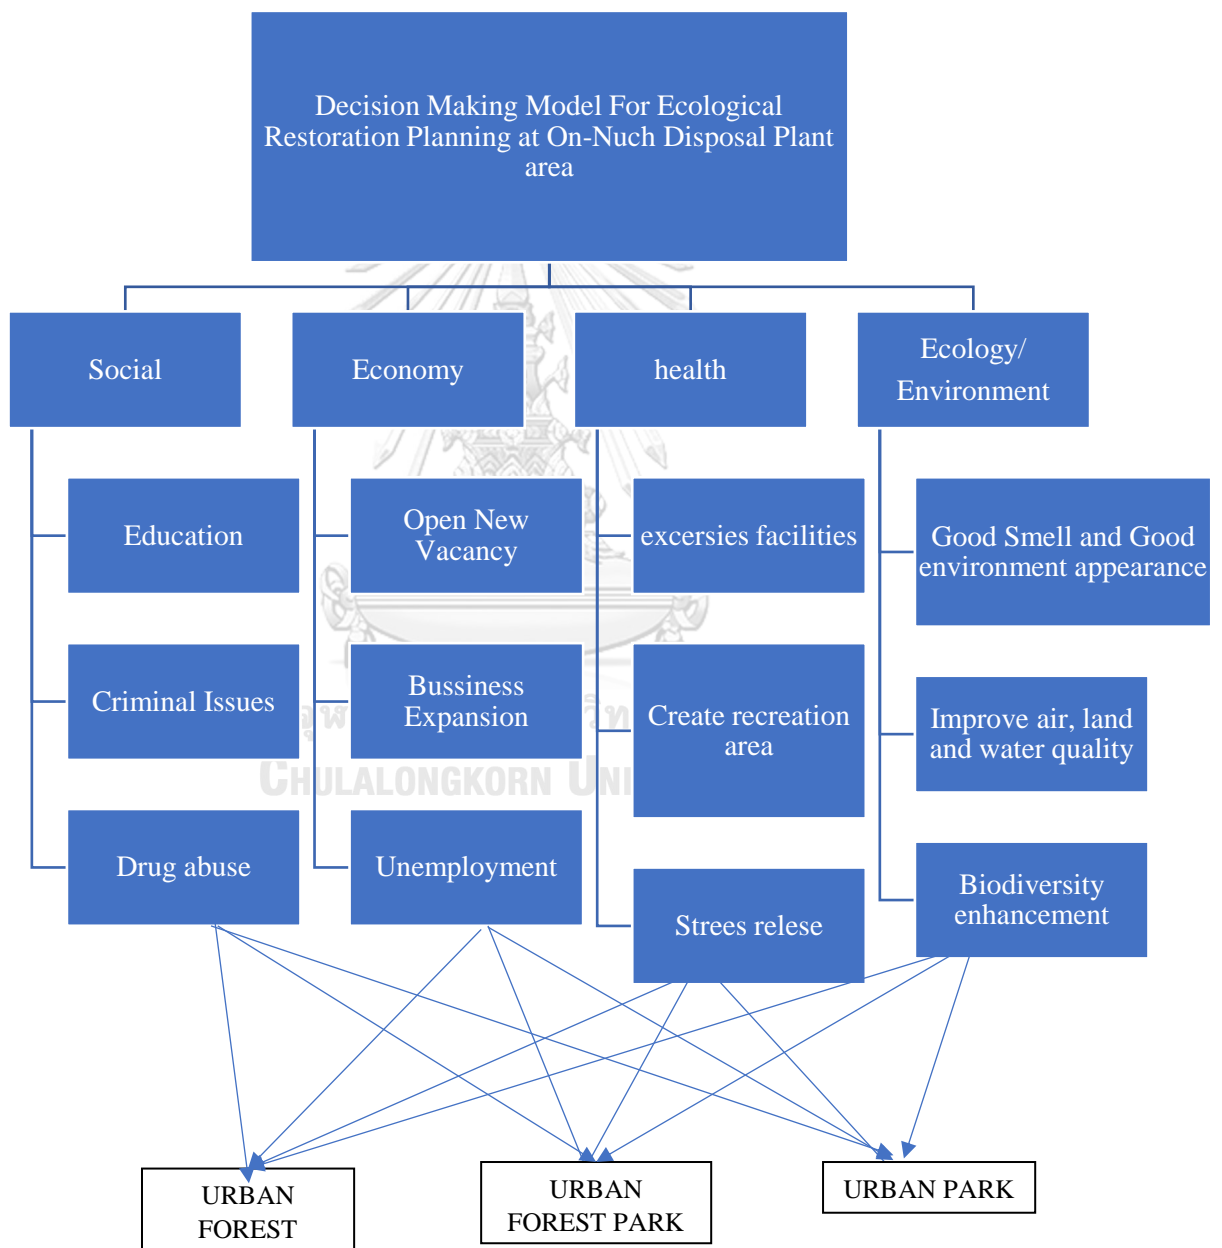 Decision Making Model For Ecological
Restoration Planning at On-Nuch Disposal Plant
area
Social
Economy
health
Ecology/
Environment
Education
Open New
Vacancy
excersies facilities
Good Smell and Good
environment appearance
Criminal Issues
Bussiness
Expansion
Create recreation
area
Improve air, land
and water quality
CHULALONGKORN
Drug abuse
Unemployment
Strees relese
Biodiversity
enhancement
URBAN
FOREST
URBAN
FOREST PARK
URBAN PARK